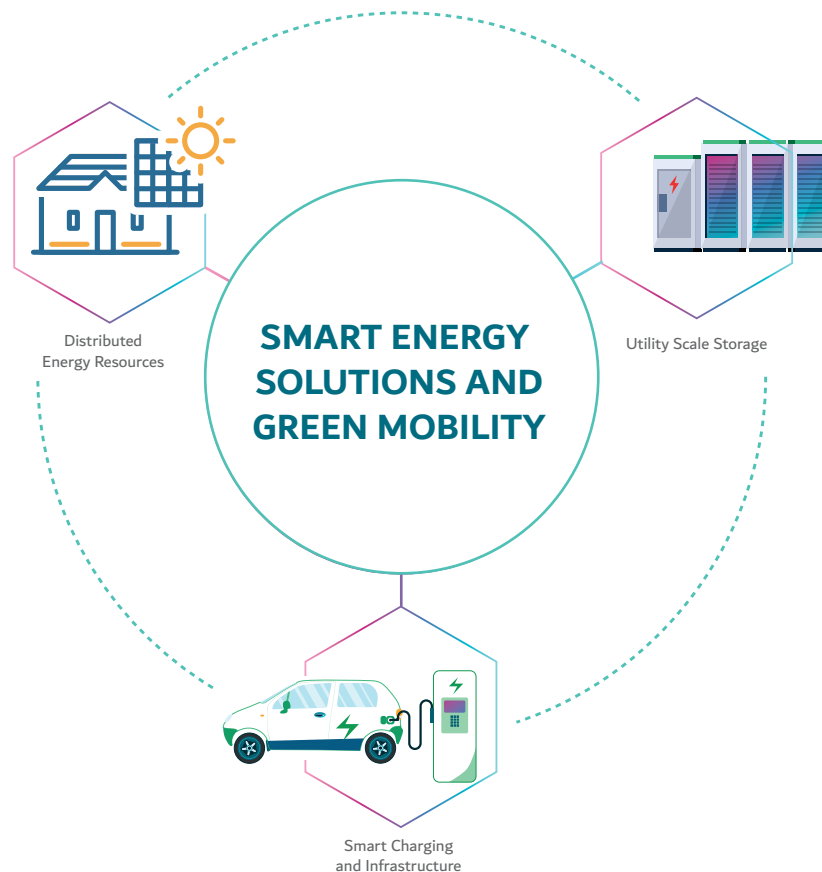 Distributed
Energy Resources
Utility Scale Storage
SMART ENERGY
SOLUTIONS AND
GREEN MOBILITY
Smart Charging
and Infrastructure